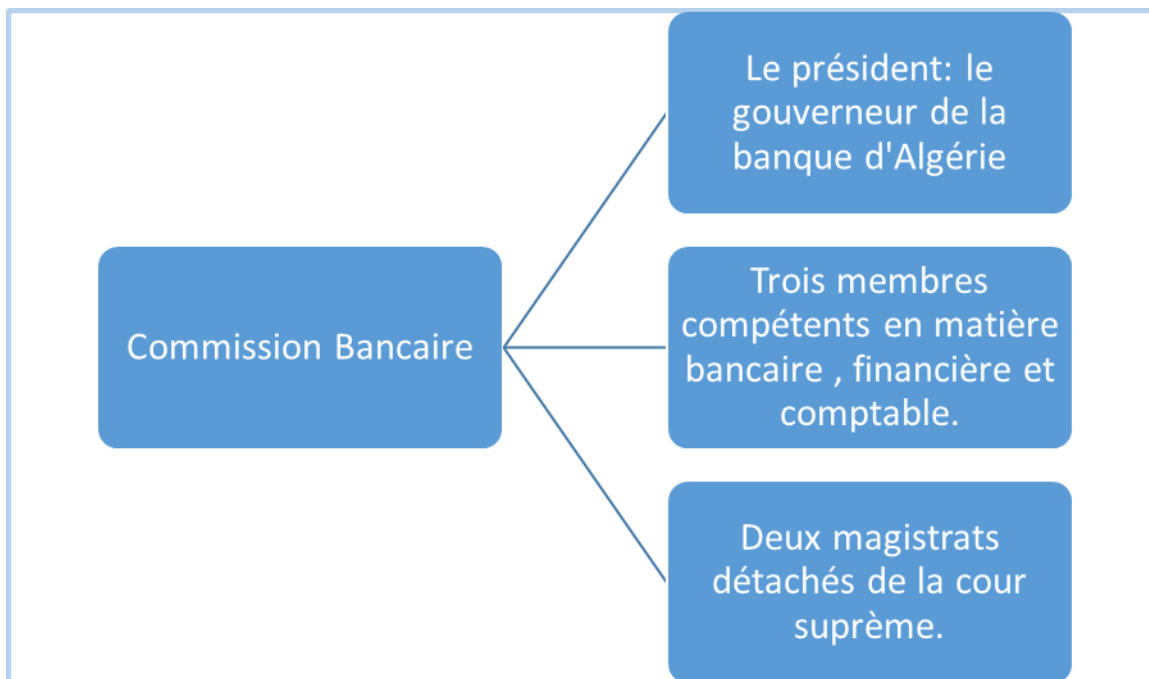 Le président: le
gouverneur de la
banque d'Algérie
Commission Bancaire
Trois membres
compétents en matière
bancaire , financière et
comptable.
Deux magistrats
détachés de la cour
suprème.